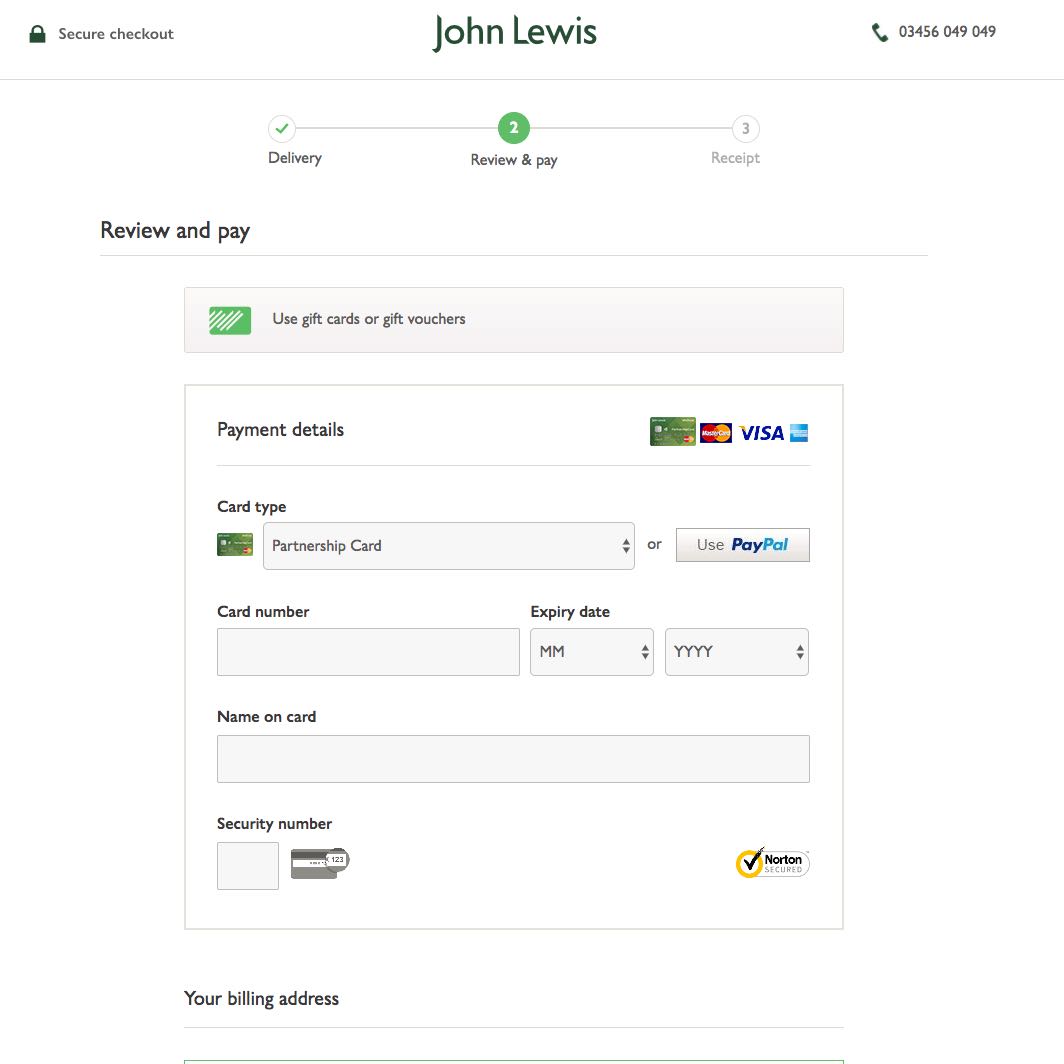 Secure checkout
John Lewis
03456 049 049
2
3
Delivery
Review & pay
Receipt
Review and pay
Use gift cards or gift vouchers
Payment details
MasterCard
VISA
Card type
Partnership Card
or
Use PayPal
Card number
Expiry date
MM
YYYY
Name on card
Security number
123
Norton
SECURED
Your billing address